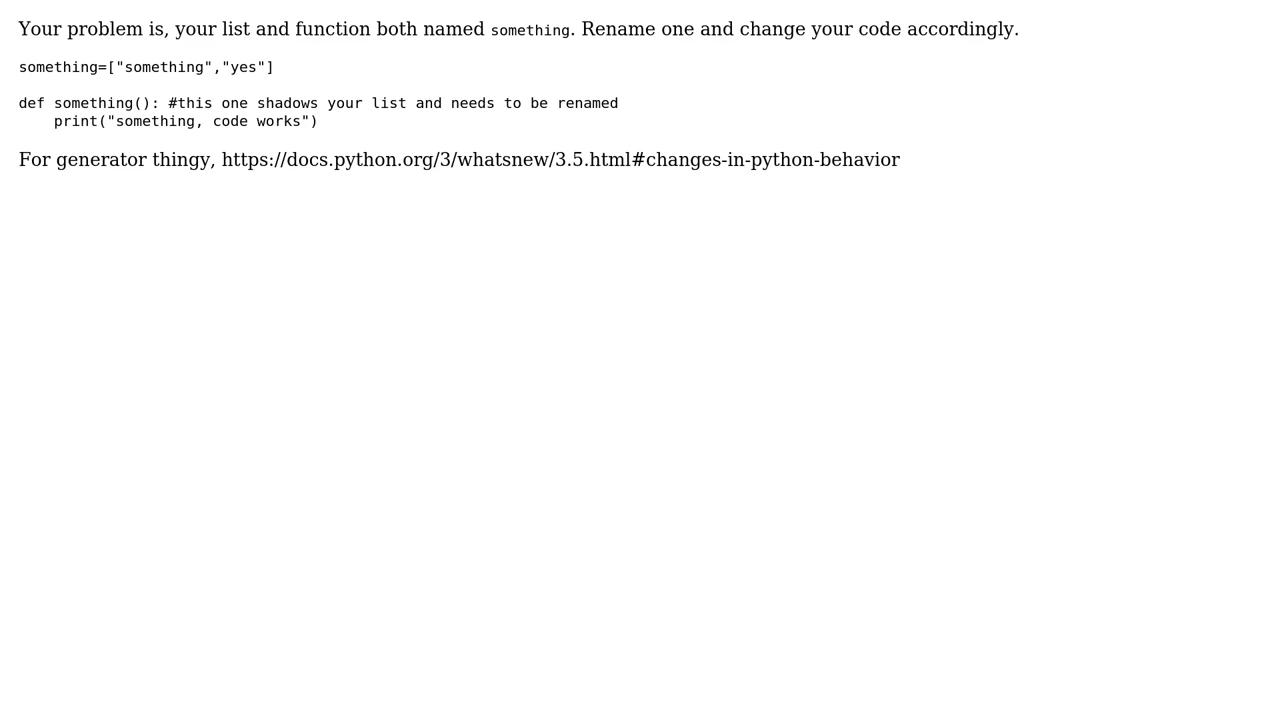 Your problem is, your list and function both named something. Rename one and change your code accordingly.
something=["something","yes"]
def something(): #this one shadows your list and needs to be renamed
    print("something, code works")
For generator thingy, https://docs.python.org/3/whatsnew/3.5.html#changes-in-python-behavior